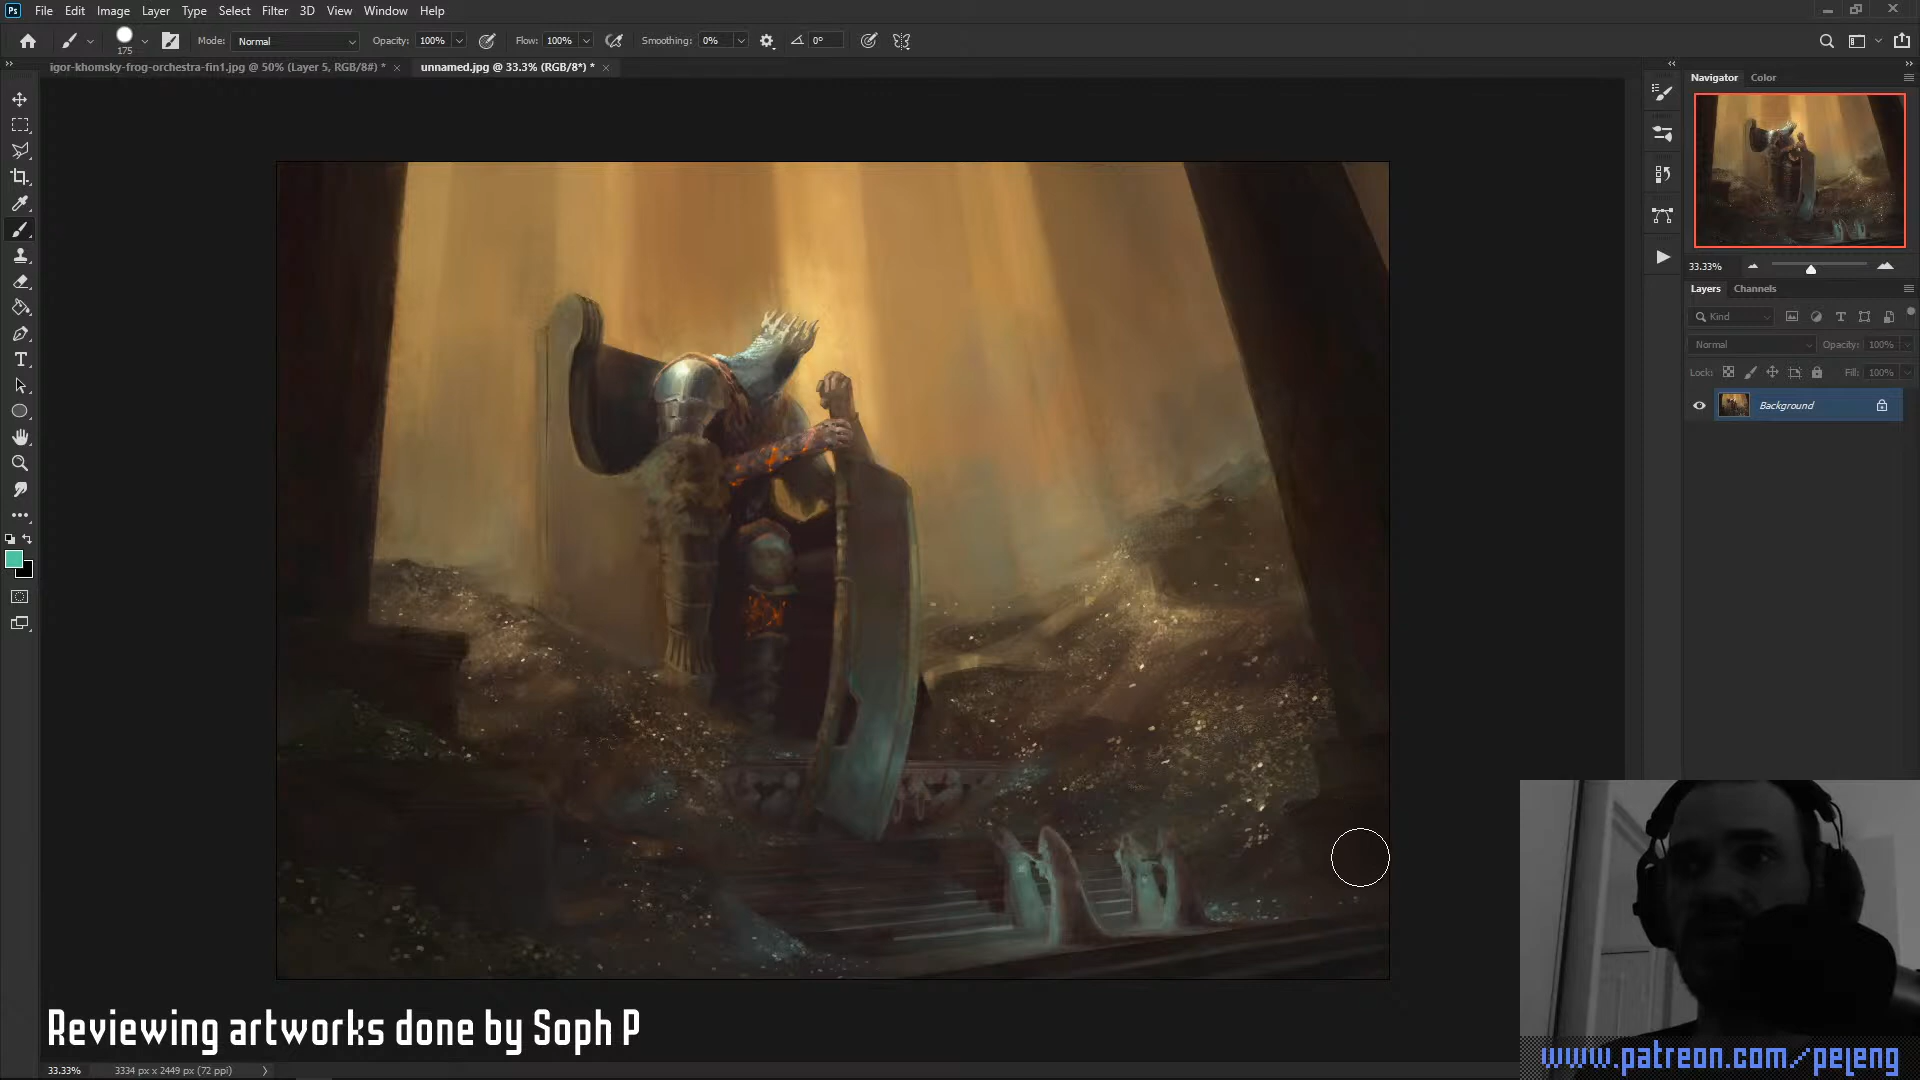 Ps File Edit Image Layer Type Select Filter 3D View Window Help
175 Mode: Normal Opacity: 100% Flow: 100% Smoothing: 0% 0°
igor-khomsky-frog-orchestra-fin1.jpg @ 50% (Layer 5, RGB/8#) * unnamed.jpg @ 33.3% (RGB/8*) *
Navigator Color
33.33%
Layers Channels
Kind
Normal Opacity: 100%
Lock: Fill: 100%
Background
Reviewing artworks done by Soph P
www.patreon.com/peleng
33.33% 3334 px x 2449 px (72 ppi)